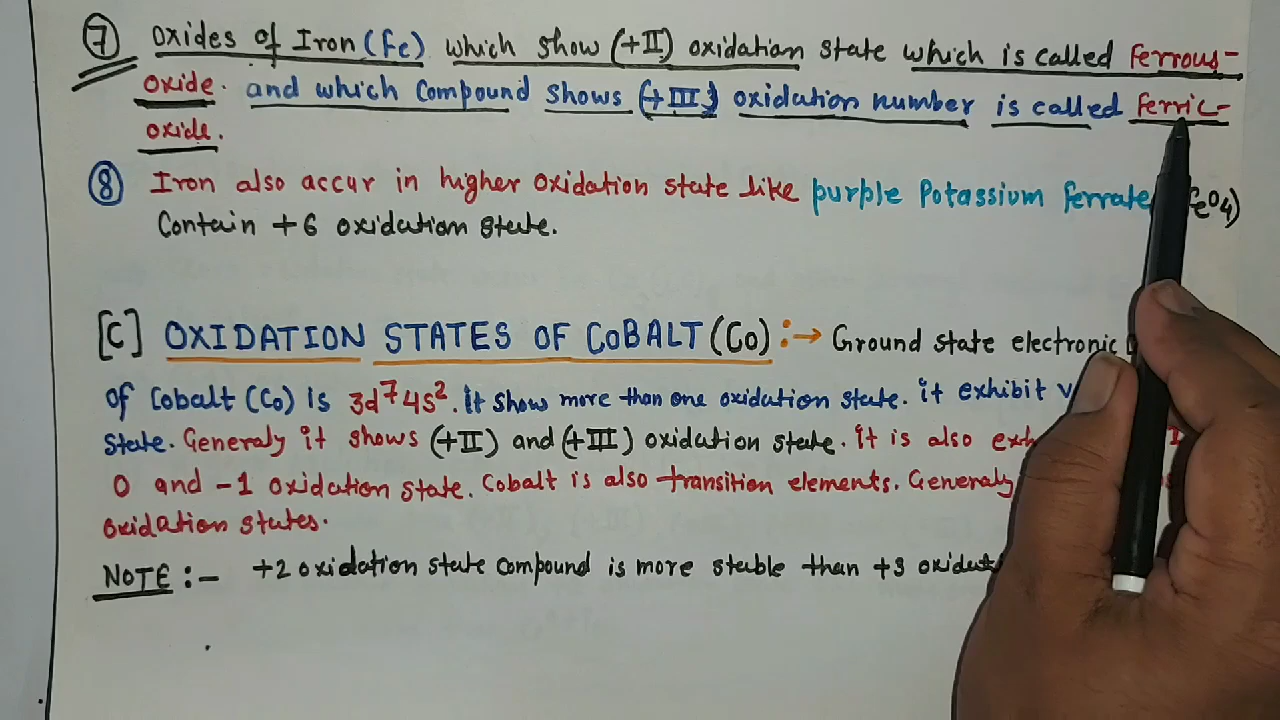 7 Oxides of Iron (Fe) which show (+II) oxidation state which is called Ferrous-
oxide. and which Compound shows (+III) oxidation number is called Ferric-
oxide.
8 Iron also accur in higher oxidation state like purple Potassium ferrate FeO4)
Contain +6 oxidation state.
[C] OXIDATION STATES OF COBALT (Co) :→ Ground state electronic
of Cobalt (Co) is 3d⁷4s². It show more than one oxidation state. it exhibit
state. Generaly it shows (+II) and (+III) oxidation state. It is also
0 and -1 oxidation state. Cobalt is also transition elements. Generaly
oxidation states.
NOTE :- +2 oxidation state compound is more stable than +3